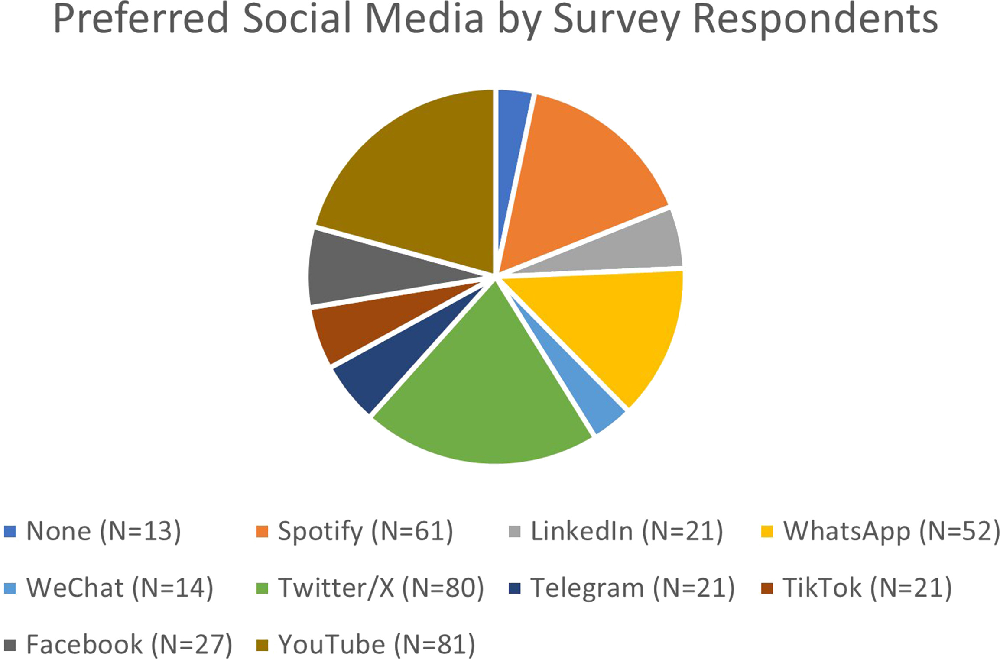 Preferred Social Media by Survey Respondents
None (N=13) Spotify (N=61) LinkedIn (N=21) WhatsApp (N=52)
WeChat (N=14) Twitter/X (N=80) Telegram (N=21) TikTok (N=21)
Facebook (N=27) YouTube (N=81)